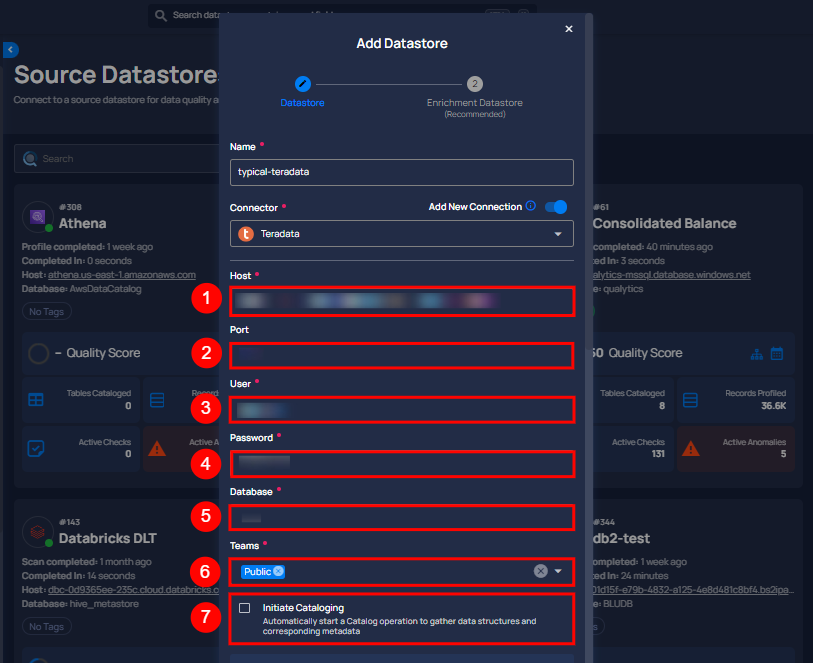 Search data
Add Datastore
2
Datastore
Enrichment Datastore
(Recommended)
Source Datastore
Connect to a source datastore for data quality a
Search
Name *
typical-teradata
Connector *
Add New Connection
Teradata
Host *
1
Port
2
User *
3
Password *
4
Database *
5
Teams *
6
Public
7
Initiate Cataloging
Automatically start a Catalog operation to gather data structures and
corresponding metadata
#308
Athena
Profile completed: 1 week ago
Completed In: 0 seconds
Host: athena.us-east-1.amazonaws.com
Database: AwsDataCatalog
No Tags
– Quality Score
Tables Cataloged
0
Records
Active Checks
0
Active A
#61
Consolidated Balance
completed: 40 minutes ago
ed In: 3 seconds
alytics-mssql.database.windows.net
e: qualytics
60 Quality Score
Tables Cataloged
8
Records Profiled
36.6K
Active Checks
131
Active Anomalies
5
#143
Databricks DLT
Scan completed: 1 month ago
Completed In: 14 seconds
Host: dbc-0d9365ee-235c.cloud.databricks.c
Database: hive_metastore
No Tags
#344
db2-test
ompleted: 1 week ago
ed In: 24 minutes
01d15f-e79b-4832-a125-4e8d481c8bf4.bs2ipa...
e: BLUDB